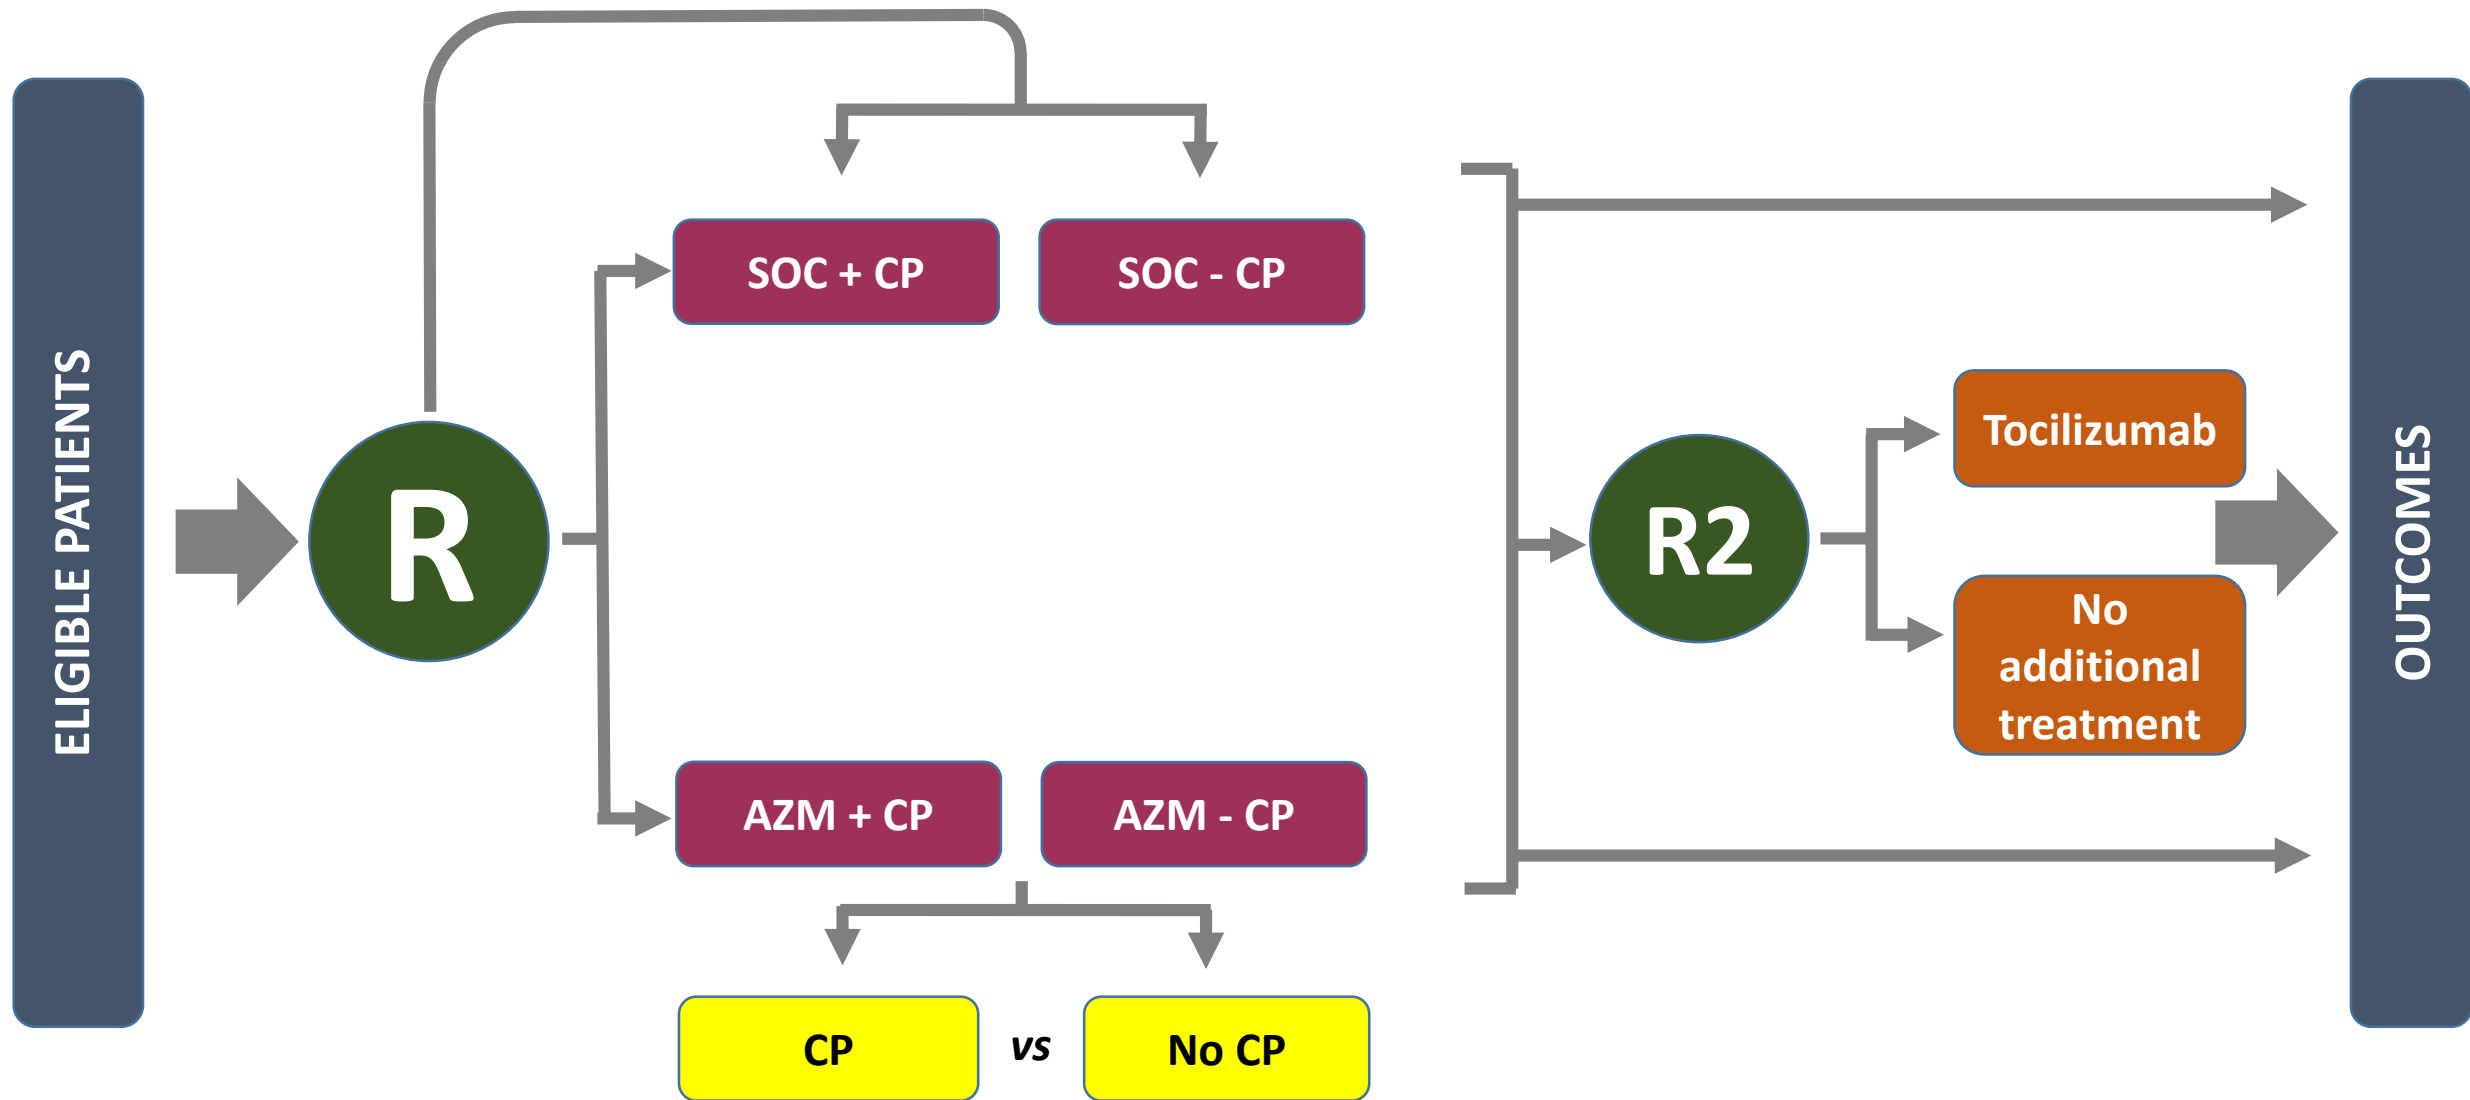 ELIGIBLE PATIENTS
R
SOC + CP
SOC - CP
AZM + CP
AZM - CP
CP
vs
No CP
R2
Tocilizumab
No
additional
treatment
OUTCOMES